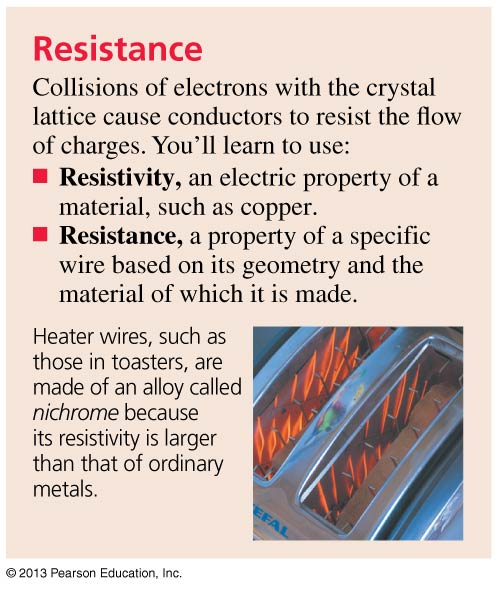 Resistance
Collisions of electrons with the crystal
lattice cause conductors to resist the flow
of charges. You’ll learn to use:
■ Resistivity, an electric property of a
material, such as copper.
■ Resistance, a property of a specific
wire based on its geometry and the
material of which it is made.
Heater wires, such as
those in toasters, are
made of an alloy called
nichrome because
its resistivity is larger
than that of ordinary
metals.
TEFAL
© 2013 Pearson Education, Inc.